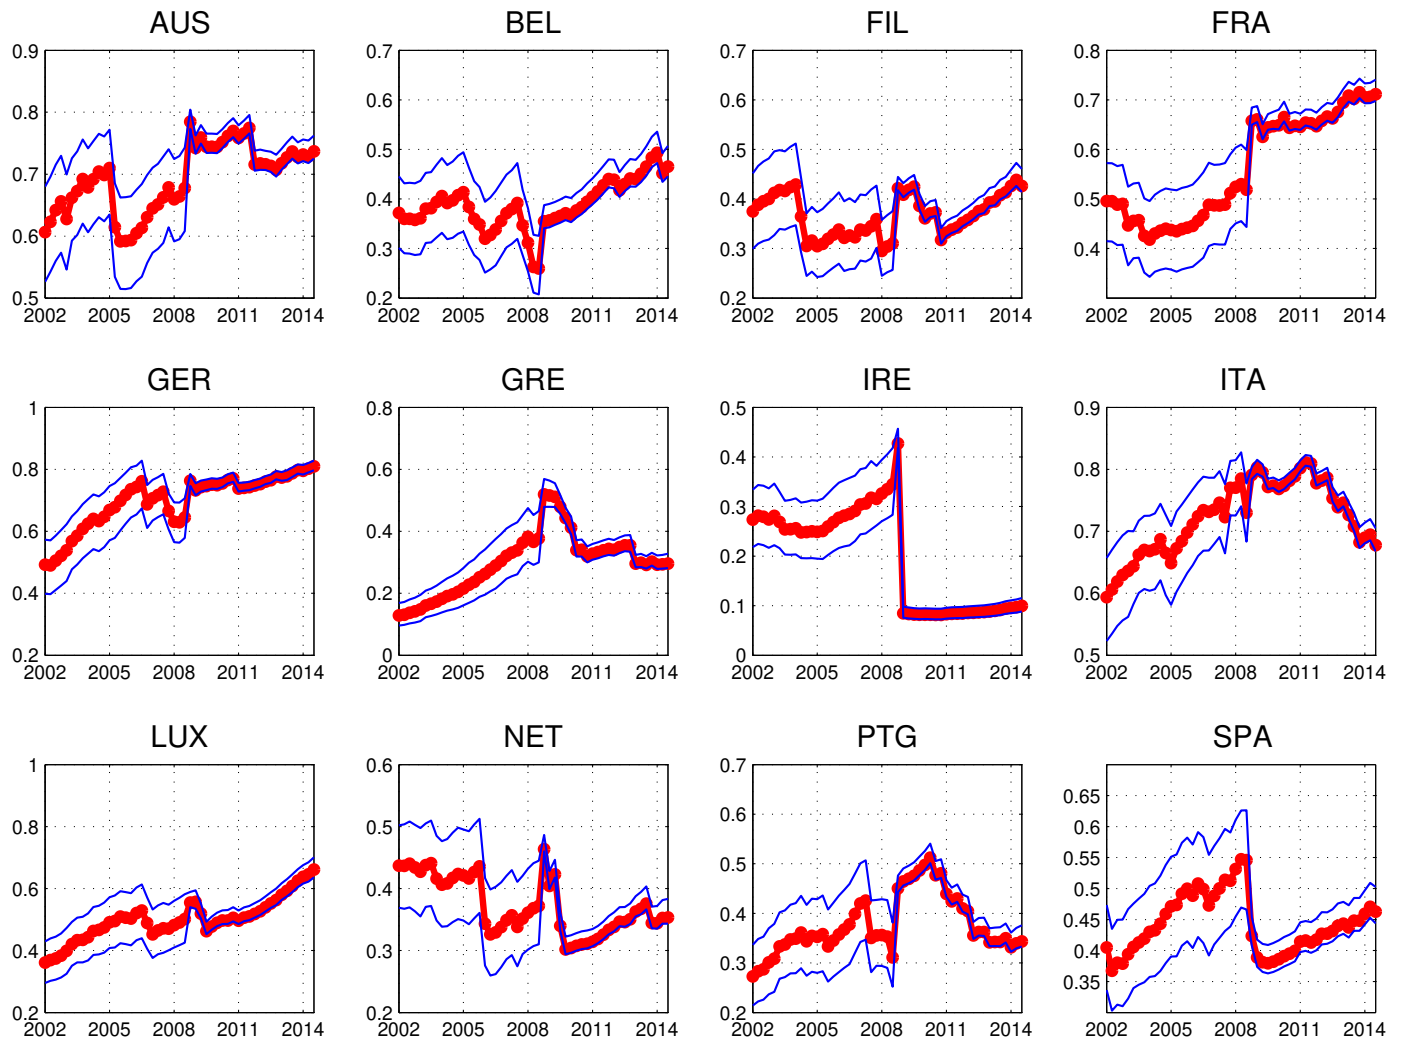 AUS BEL FIL FRA
0.9 0.7 0.7 0.8
0.8 0.6 0.6 0.7
0.7 0.5 0.5 0.6
0.6 0.4 0.4 0.5
0.5 0.3 0.3 0.4
0.2 0.2
2002 2005 2008 2011 2014 2002 2005 2008 2011 2014 2002 2005 2008 2011 2014 2002 2005 2008 2011 2014
GER GRE IRE ITA
1 0.8 0.5 0.9
0.8 0.6 0.4 0.8
0.6 0.4 0.3 0.7
0.4 0.2 0.2 0.6
0.2 0 0.1 0.5
0
2002 2005 2008 2011 2014 2002 2005 2008 2011 2014 2002 2005 2008 2011 2014 2002 2005 2008 2011 2014
LUX NET PTG SPA
1 0.6 0.7 0.65
0.8 0.5 0.6 0.6
0.6 0.4 0.5 0.55
0.4 0.3 0.4 0.5
0.2 0.2 0.3 0.45
0.2 0.4
0.35
2002 2005 2008 2011 2014 2002 2005 2008 2011 2014 2002 2005 2008 2011 2014 2002 2005 2008 2011 2014